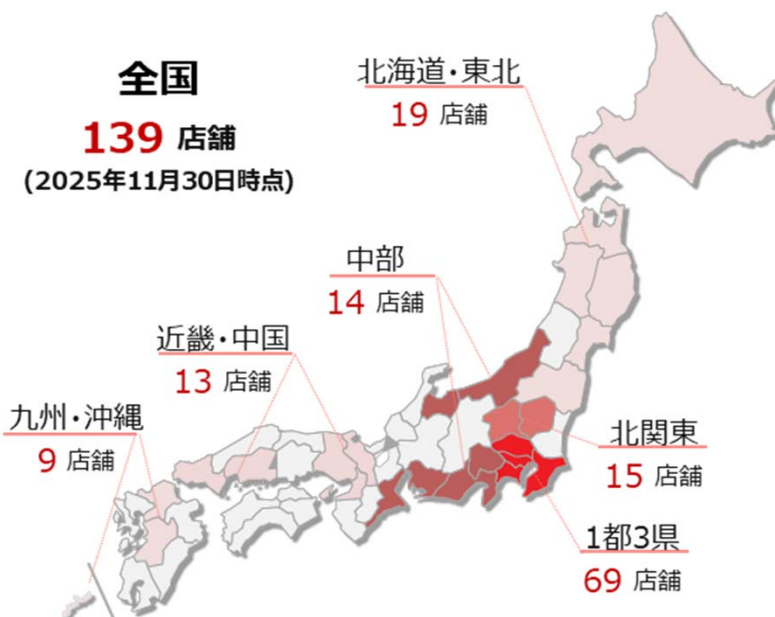 全国
139 店舗
(2025年11月30日時点)
北海道・東北
19 店舗
中部
14 店舗
近畿・中国
13 店舗
九州・沖縄
9 店舗
北関東
15 店舗
1都3県
69 店舗